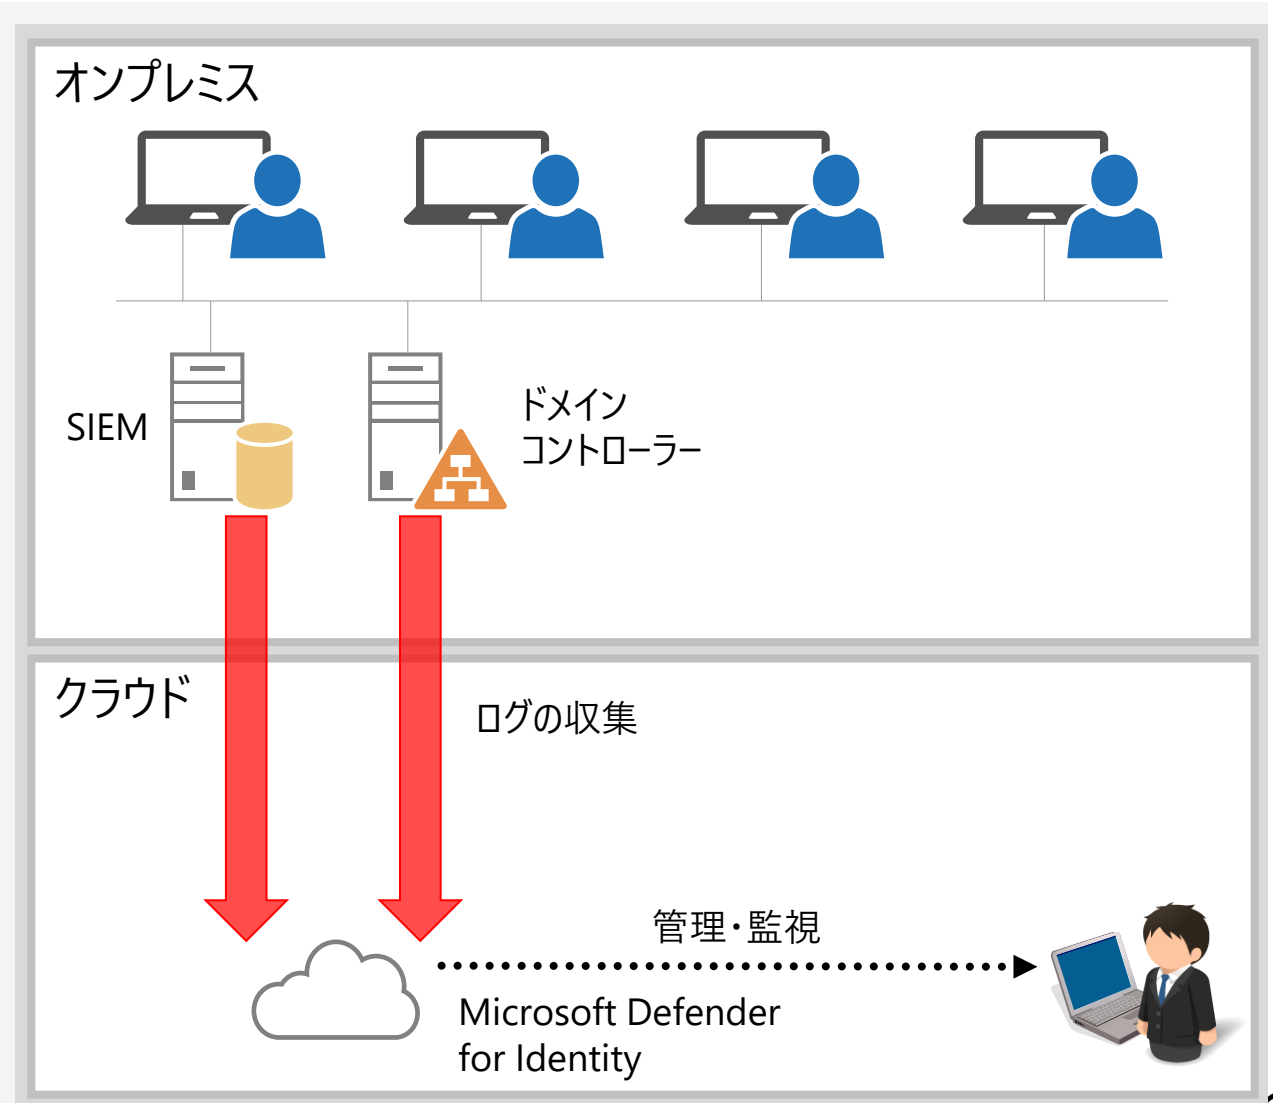 オンプレミス
SIEM
ドメイン
コントローラー
クラウド
ログの収集
管理・監視
Microsoft Defender
for Identity